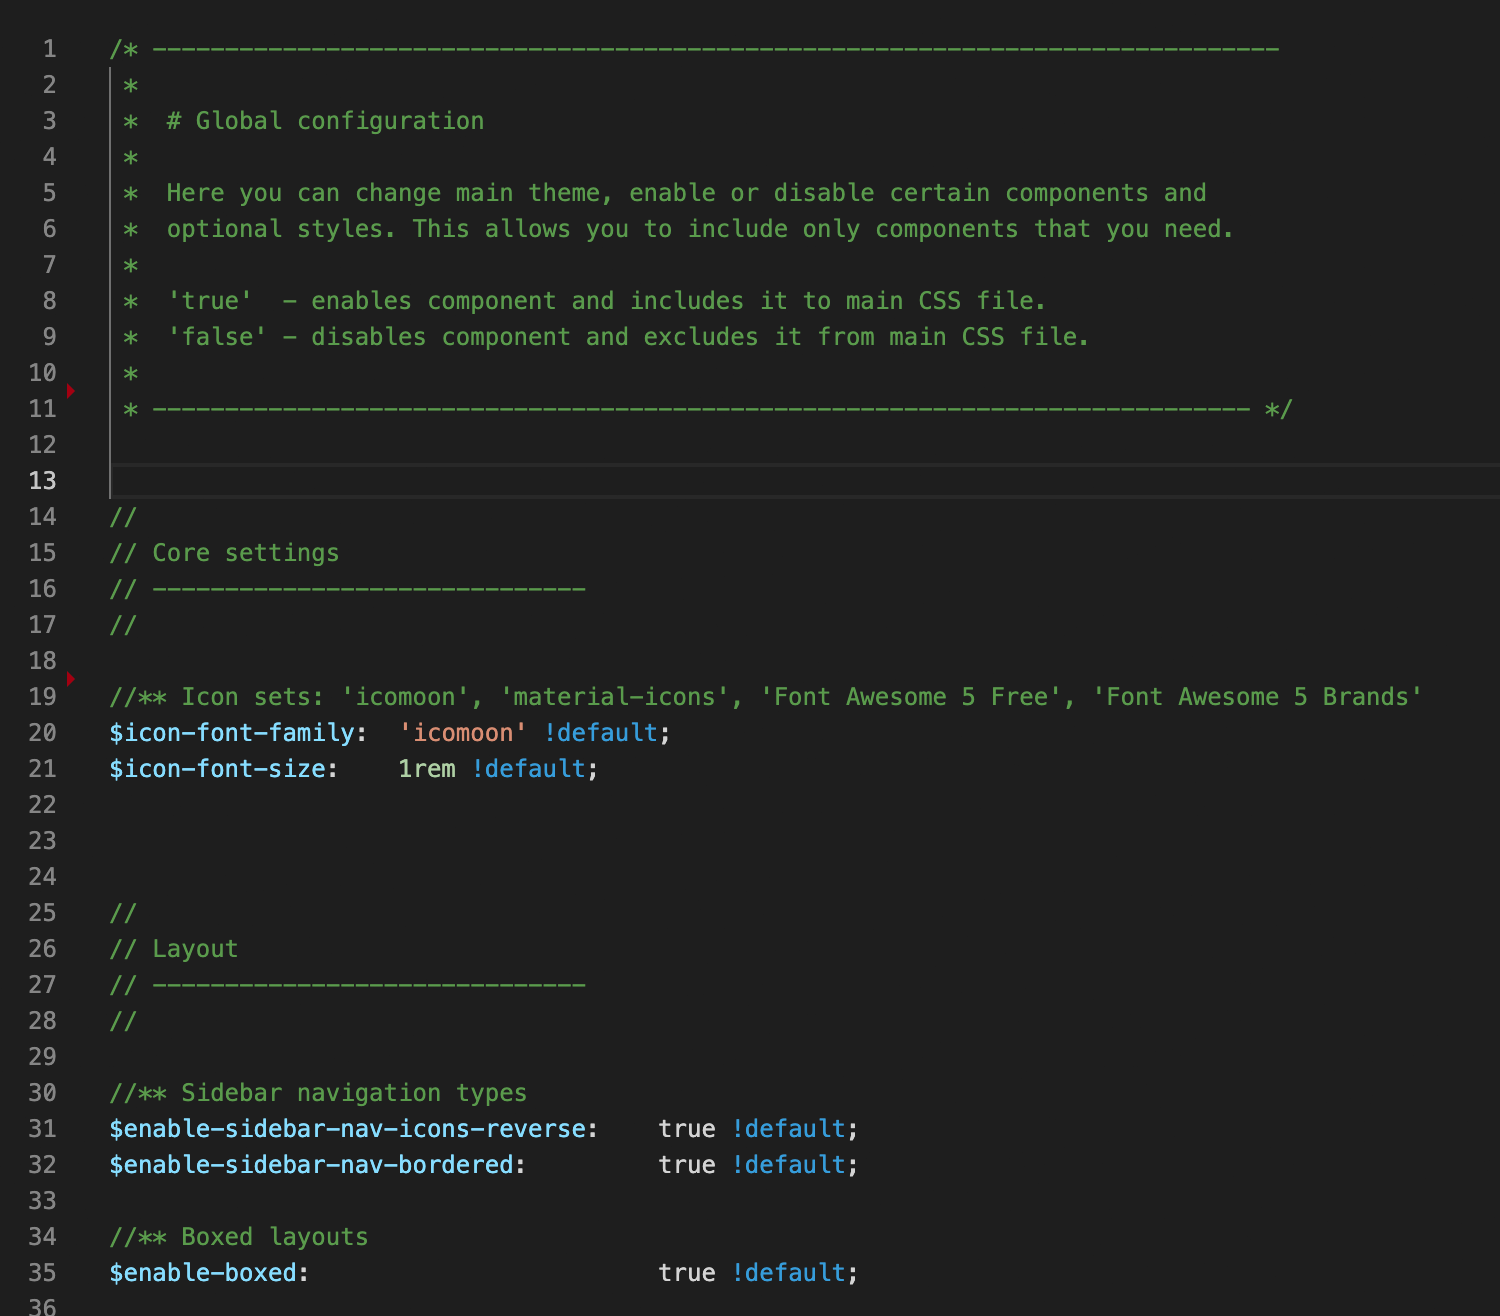 1 /* ------------------------------------------------------------------------------
2  *
3  *  # Global configuration
4  *
5  *  Here you can change main theme, enable or disable certain components and
6  *  optional styles. This allows you to include only components that you need.
7  *
8  *  'true'  - enables component and includes it to main CSS file.
9  *  'false' - disables component and excludes it from main CSS file.
10  *
11  * ---------------------------------------------------------------------------- */
12
13
14 //
15 // Core settings
16 // ------------------------------
17 //
18
19 //** Icon sets: 'icomoon', 'material-icons', 'Font Awesome 5 Free', 'Font Awesome 5 Brands'
20 $icon-font-family:  'icomoon' !default;
21 $icon-font-size:    1rem !default;
22
23
24
25 //
26 // Layout
27 // ------------------------------
28 //
29
30 //** Sidebar navigation types
31 $enable-sidebar-nav-icons-reverse:    true !default;
32 $enable-sidebar-nav-bordered:         true !default;
33
34 //** Boxed layouts
35 $enable-boxed:                        true !default;
36